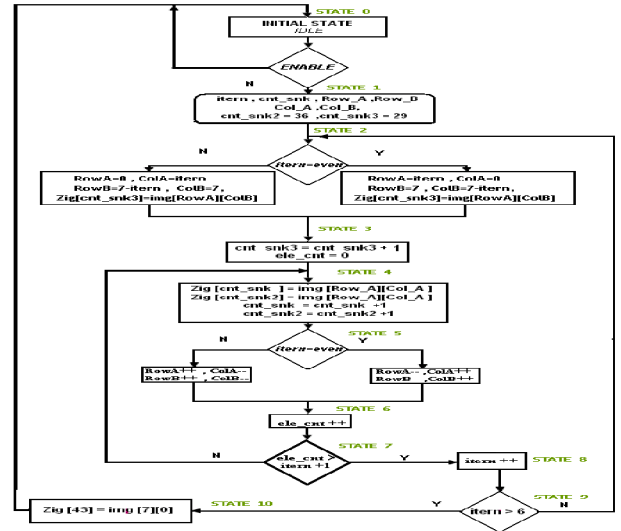 STATE 0
INITIAL STATE
IDLE
ENABLE
N
STATE 1
itern , cnt_snk , Row_A ,Row_B
Col_A ,Col_B,
cnt_snk2 = 36 ,cnt_snk3 = 29
STATE 2
N
itern=even
Y
RowA=0 , ColA=itern
RowB=7-itern , ColB=7,
Zig[cnt_snk3]=img[RowA][ColB]
RowA=itern , ColA=0
RowB=7 , ColB=7-itern,
Zig[cnt_snk3]=img[RowA][ColB]
STATE 3
cnt_snk3 = cnt_snk3 + 1
ele_cnt = 0
STATE 4
Zig [cnt_snk ] = img [Row_A][Col_A ]
Zig [cnt_snk2] = img [Row_A][Col_A ]
cnt_snk = cnt_snk +1
cnt_snk2 = cnt_snk2 +1
STATE 5
N
itern=even
Y
RowA++ , ColA--
RowB++ , ColB--
RowA-- ,ColA++
RowB ,ColB++
STATE 6
ele_cnt ++
STATE 7
N
ele_cnt >
itern +1
Y
itern ++
STATE 8
STATE 9
Zig [43] = img [7][0]
STATE 10
Y
itern > 6
N